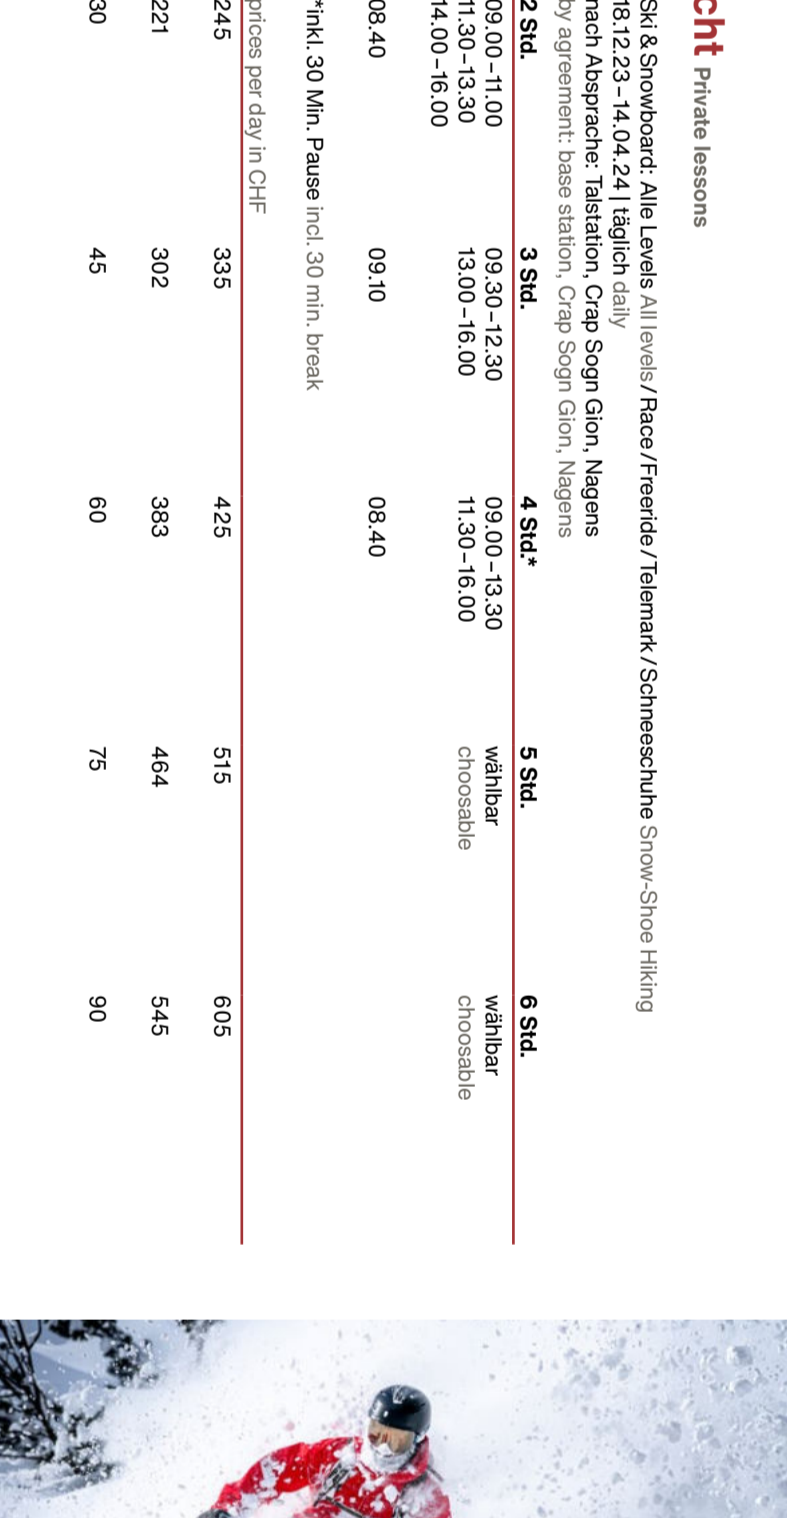 cht Private lessons
Ski & Snowboard: Alle Levels All levels / Race / Freeride / Telemark / Schneeschuhe Snow-Shoe Hiking
18.12.23 – 14.04.24 | täglich daily
nach Absprache: Talstation, Crap Sogn Gion, Nagens
by agreement: base station, Crap Sogn Gion, Nagens
2 Std. 3 Std. 4 Std.* 5 Std. 6 Std.
09.00 – 11.00 09.30 – 12.30 09.00 – 13.30 wählbar wählbar
11.30 – 13.30 13.00 – 16.00 11.30 – 16.00 choosable choosable
14.00 – 16.00
08.40 09.10 08.40
*inkl. 30 Min. Pause incl. 30 min. break
prices per day in CHF
245 335 425 515 605
221 302 383 464 545
30 45 60 75 90